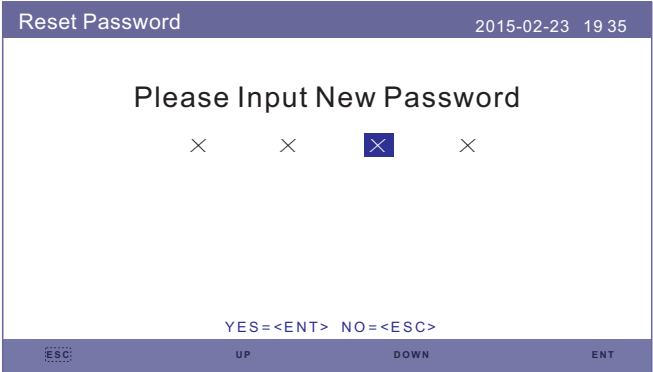 Reset Password 2015-02-23 19 35
Please Input New Password
X X X X
YES=<ENT> NO=<ESC>
ESC UP DOWN ENT